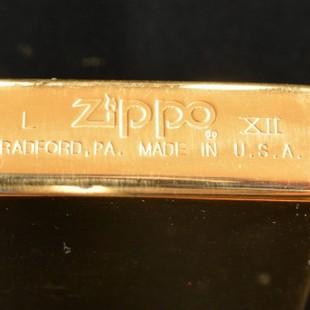 L Zippo ® XII
RADFORD, PA. MADE IN U.S.A.